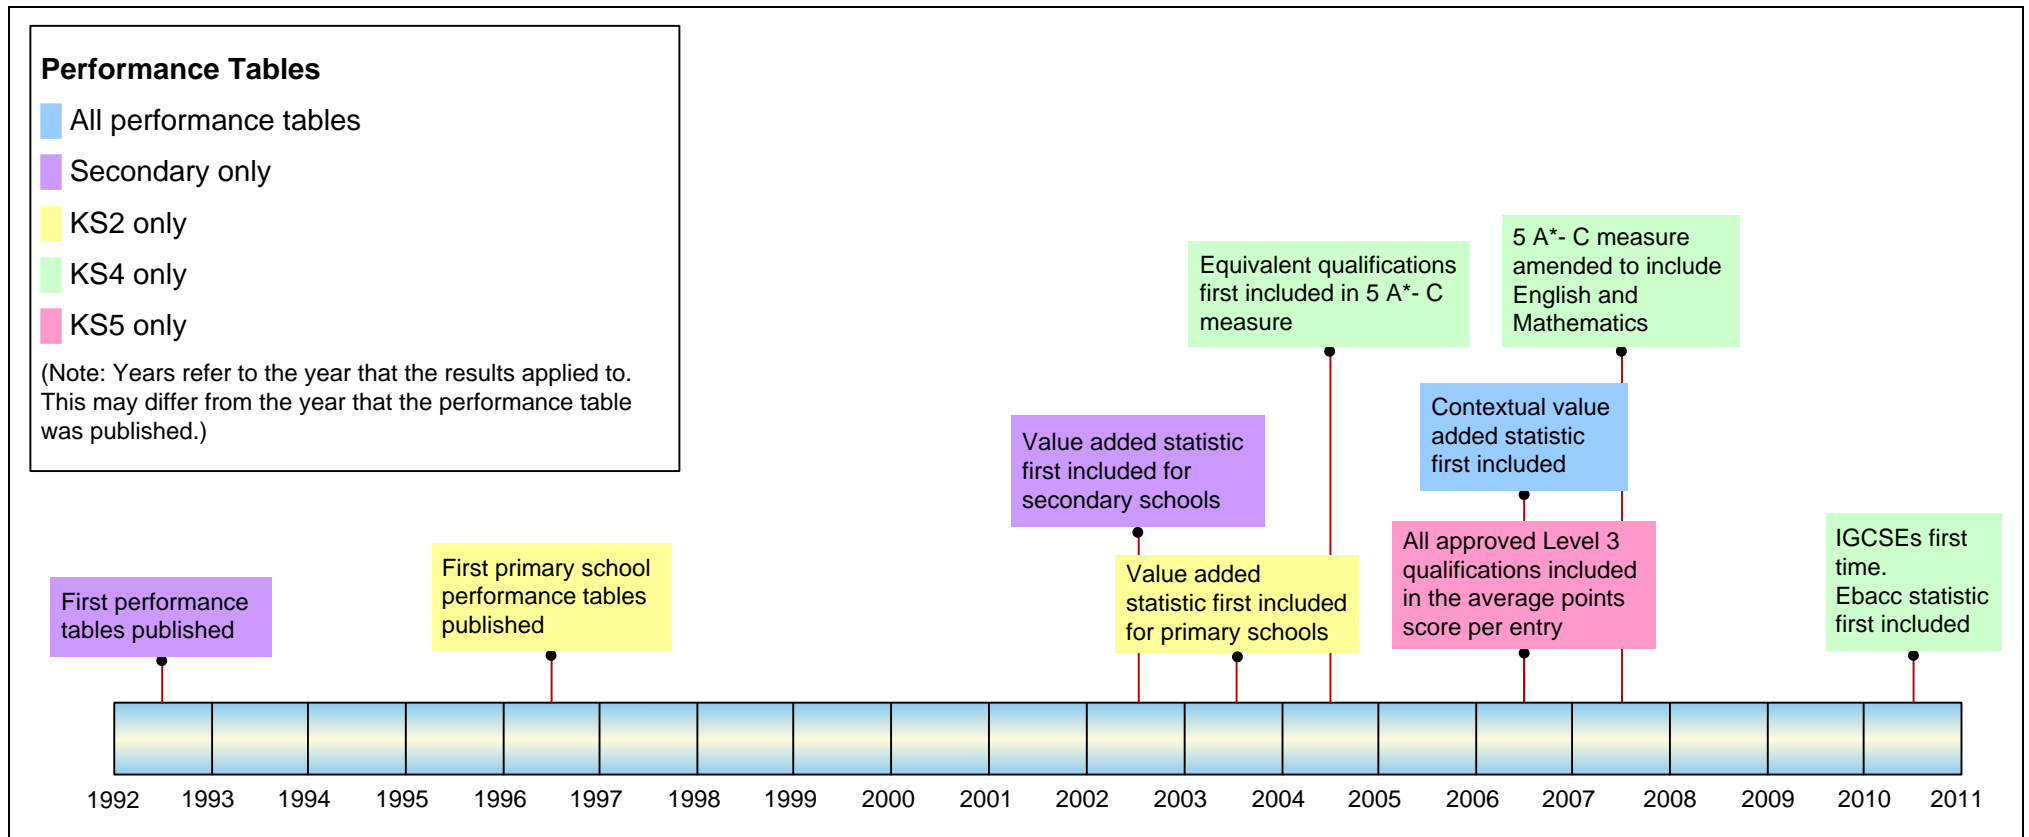 Performance Tables
All performance tables
Secondary only
KS2 only
KS4 only
KS5 only
(Note: Years refer to the year that the results applied to.
This may differ from the year that the performance table
was published.)
First performance
tables published
First primary school
performance tables
published
Value added statistic
first included for
secondary schools
Value added
statistic first included
for primary schools
Equivalent qualifications
first included in 5 A*- C
measure
Contextual value
added statistic
first included
All approved Level 3
qualifications included
in the average points
score per entry
5 A*- C measure
amended to include
English and
Mathematics
IGCSEs first
time.
Ebacc statistic
first included
1992 1993 1994 1995 1996 1997 1998 1999 2000 2001 2002 2003 2004 2005 2006 2007 2008 2009 2010 2011